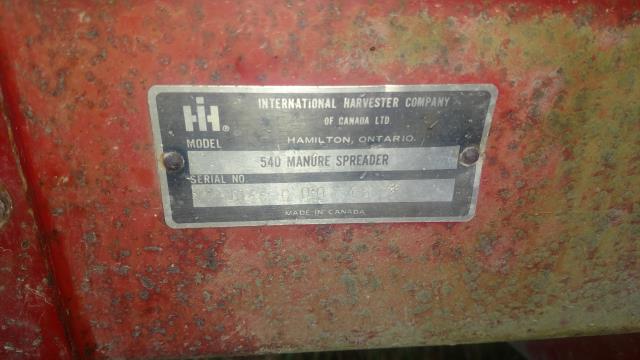 IH®
INTERNATIONAL HARVESTER COMPANY
OF CANADA LTD.
HAMILTON, ONTARIO.
MODEL
540 MANURE SPREADER
SERIAL NO
MADE IN CANADA